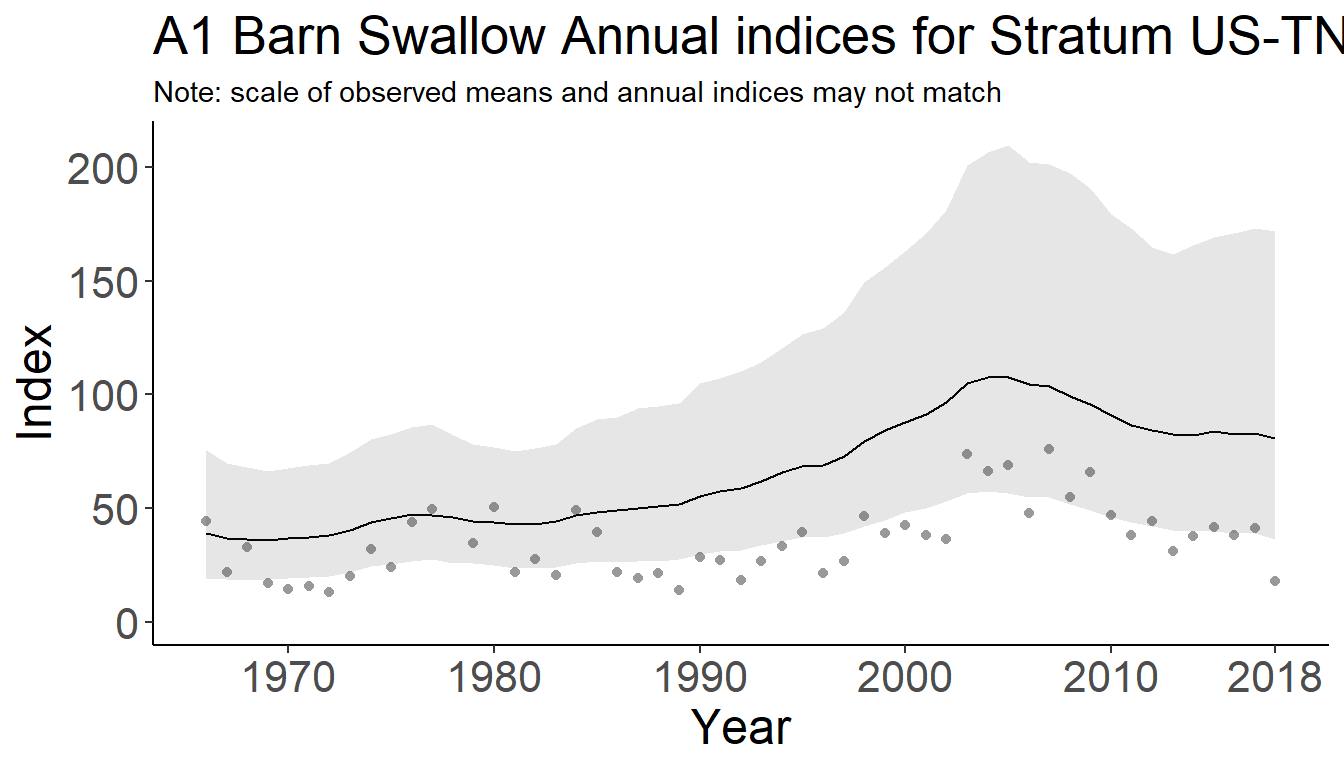 A1 Barn Swallow Annual indices for Stratum US-TN
Note: scale of observed means and annual indices may not match
200
150
100
50
0
Index
1970 1980 1990 2000 2010 2018
Year